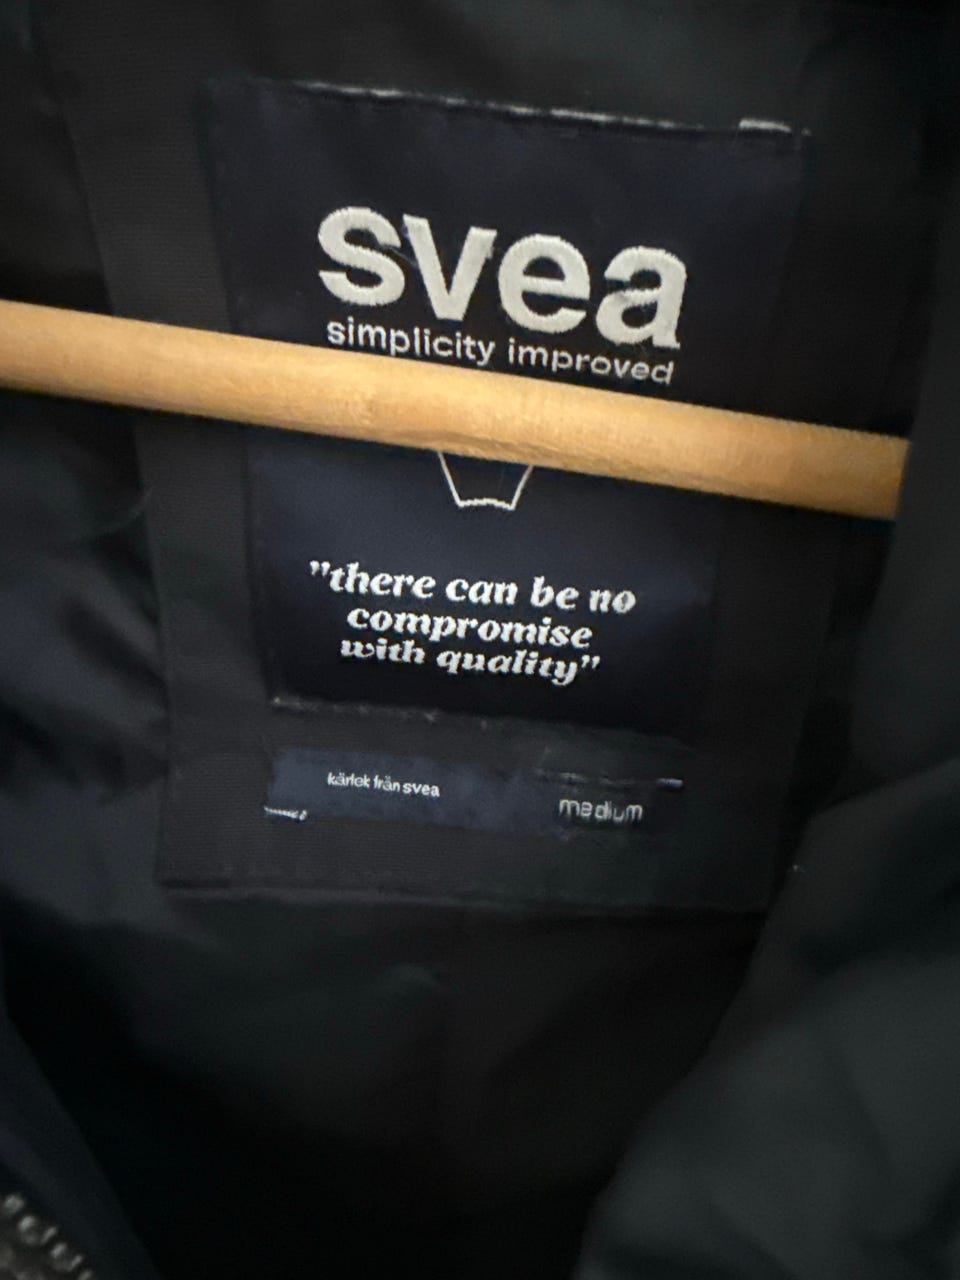 svea
simplicity improved
"there can be no
compromise
with quality"
kärlek från svea
medium